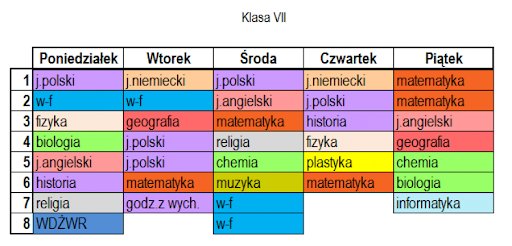 Klasa VII
Poniedziałek Wtorek Środa Czwartek Piątek
1 j.polski j.niemiecki j.polski j.niemiecki matematyka
2 w-f w-f j.angielski j.polski matematyka
3 fizyka geografia matematyka historia j.angielski
4 biologia j.polski religia fizyka geografia
5 j.angielski j.polski chemia plastyka chemia
6 historia matematyka muzyka matematyka biologia
7 religia godz.z wych. w-f informatyka
8 WDŻWR w-f